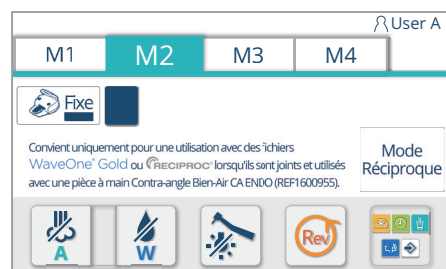 User A
M1 M2 M3 M4
Fixe
Convient uniquement pour une utilisation avec des fichiers
WaveOne® Gold ou RECIPROC® lorsqu'ils sont joints et utilisés
avec une pièce à main Contra-angle Bien-Air CA ENDO (REF1600955).
Mode
Réciproque
A W Rev